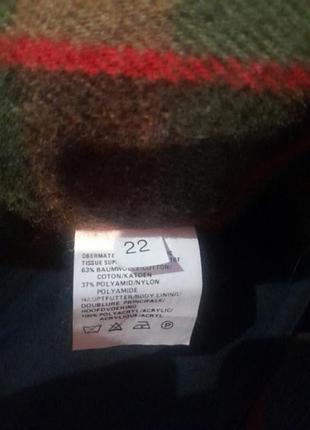 22
OBERMATE
TISSUE SUP
63% BAUMWOLLE/COTTON/
COTON/KATOEN
37% POLYAMID/NYLON
POLYAMIDE
HAUPTFUTTER/BODY LINING/
DOUBLURE PRINCIPALE/
HOOFDVOERING
100% POLYACRYL/ACRYLIC/
ACRYLIQUE/ACRYL
P